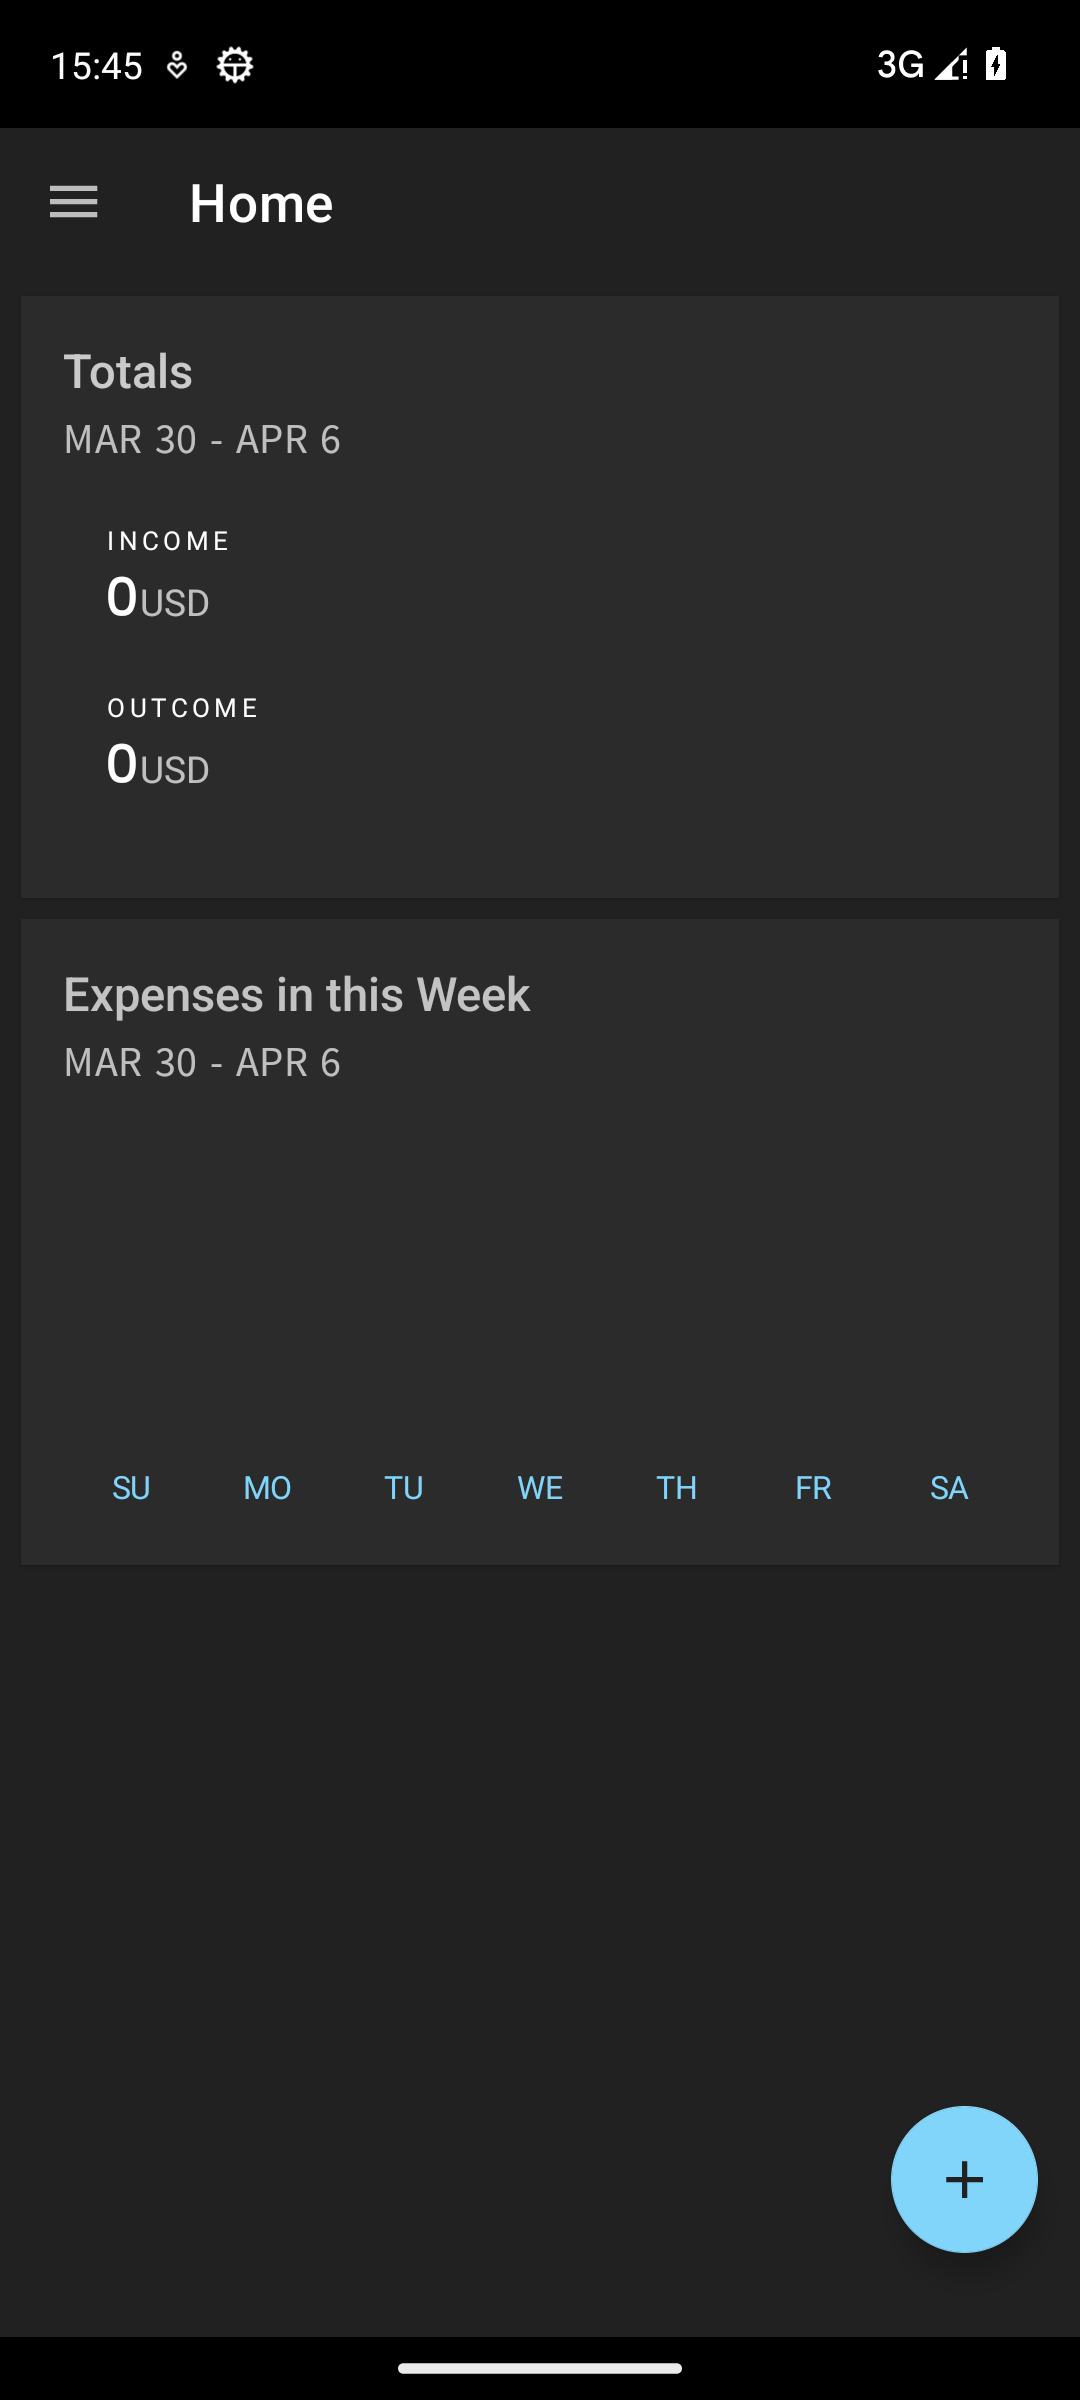 15:45
3G
Home
Totals
MAR 30 - APR 6
INCOME
0USD
OUTCOME
0USD
Expenses in this Week
MAR 30 - APR 6
SU MO TU WE TH FR SA